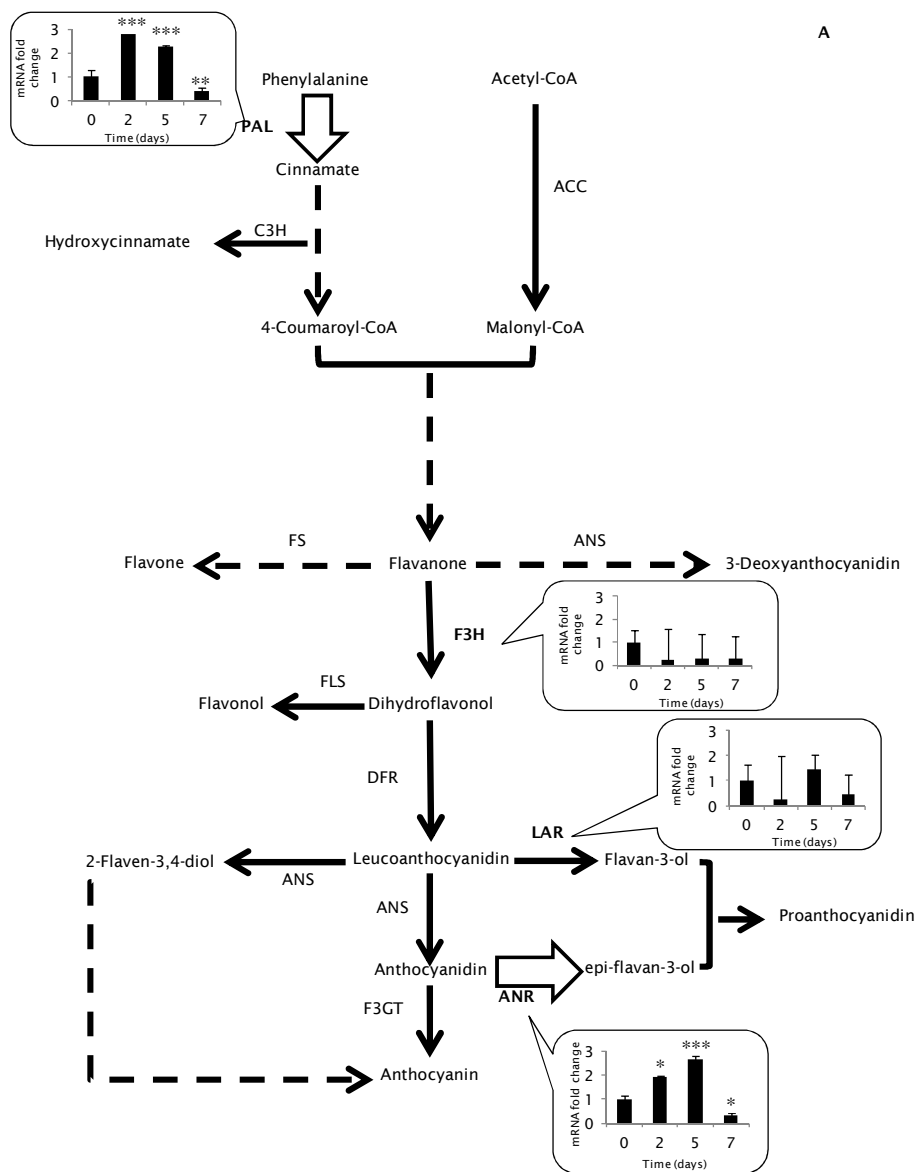 A
mRNA fold
change
3
2
1
0
***
***
**
0 2 5 7
Time (days)
PAL
Phenylalanine
Acetyl-CoA
Cinnamate
ACC
C3H
Hydroxycinnamate
4-Coumaroyl-CoA
Malonyl-CoA
FS
ANS
Flavone
Flavanone
3-Deoxyanthocyanidin
F3H
mRNA fold
change
3
2
1
0
0 2 5 7
Time (days)
FLS
Flavonol
Dihydroflavonol
DFR
mRNA fold
change
3
2
1
0
0 2 5 7
Time (days)
LAR
2-Flaven-3,4-diol
Leucoanthocyanidin
Flavan-3-ol
ANS
ANS
Proanthocyanidin
Anthocyanidin
epi-flavan-3-ol
ANR
F3GT
Anthocyanin
mRNA fold change
3
2
1
0
*
***
*
0 2 5 7
Time (days)